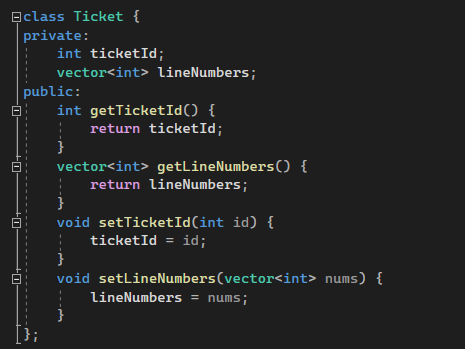 class Ticket {
private:
    int ticketId;
    vector<int> lineNumbers;
public:
    int getTicketId() {
        return ticketId;
    }
    vector<int> getLineNumbers() {
        return lineNumbers;
    }
    void setTicketId(int id) {
        ticketId = id;
    }
    void setLineNumbers(vector<int> nums) {
        lineNumbers = nums;
    }
};